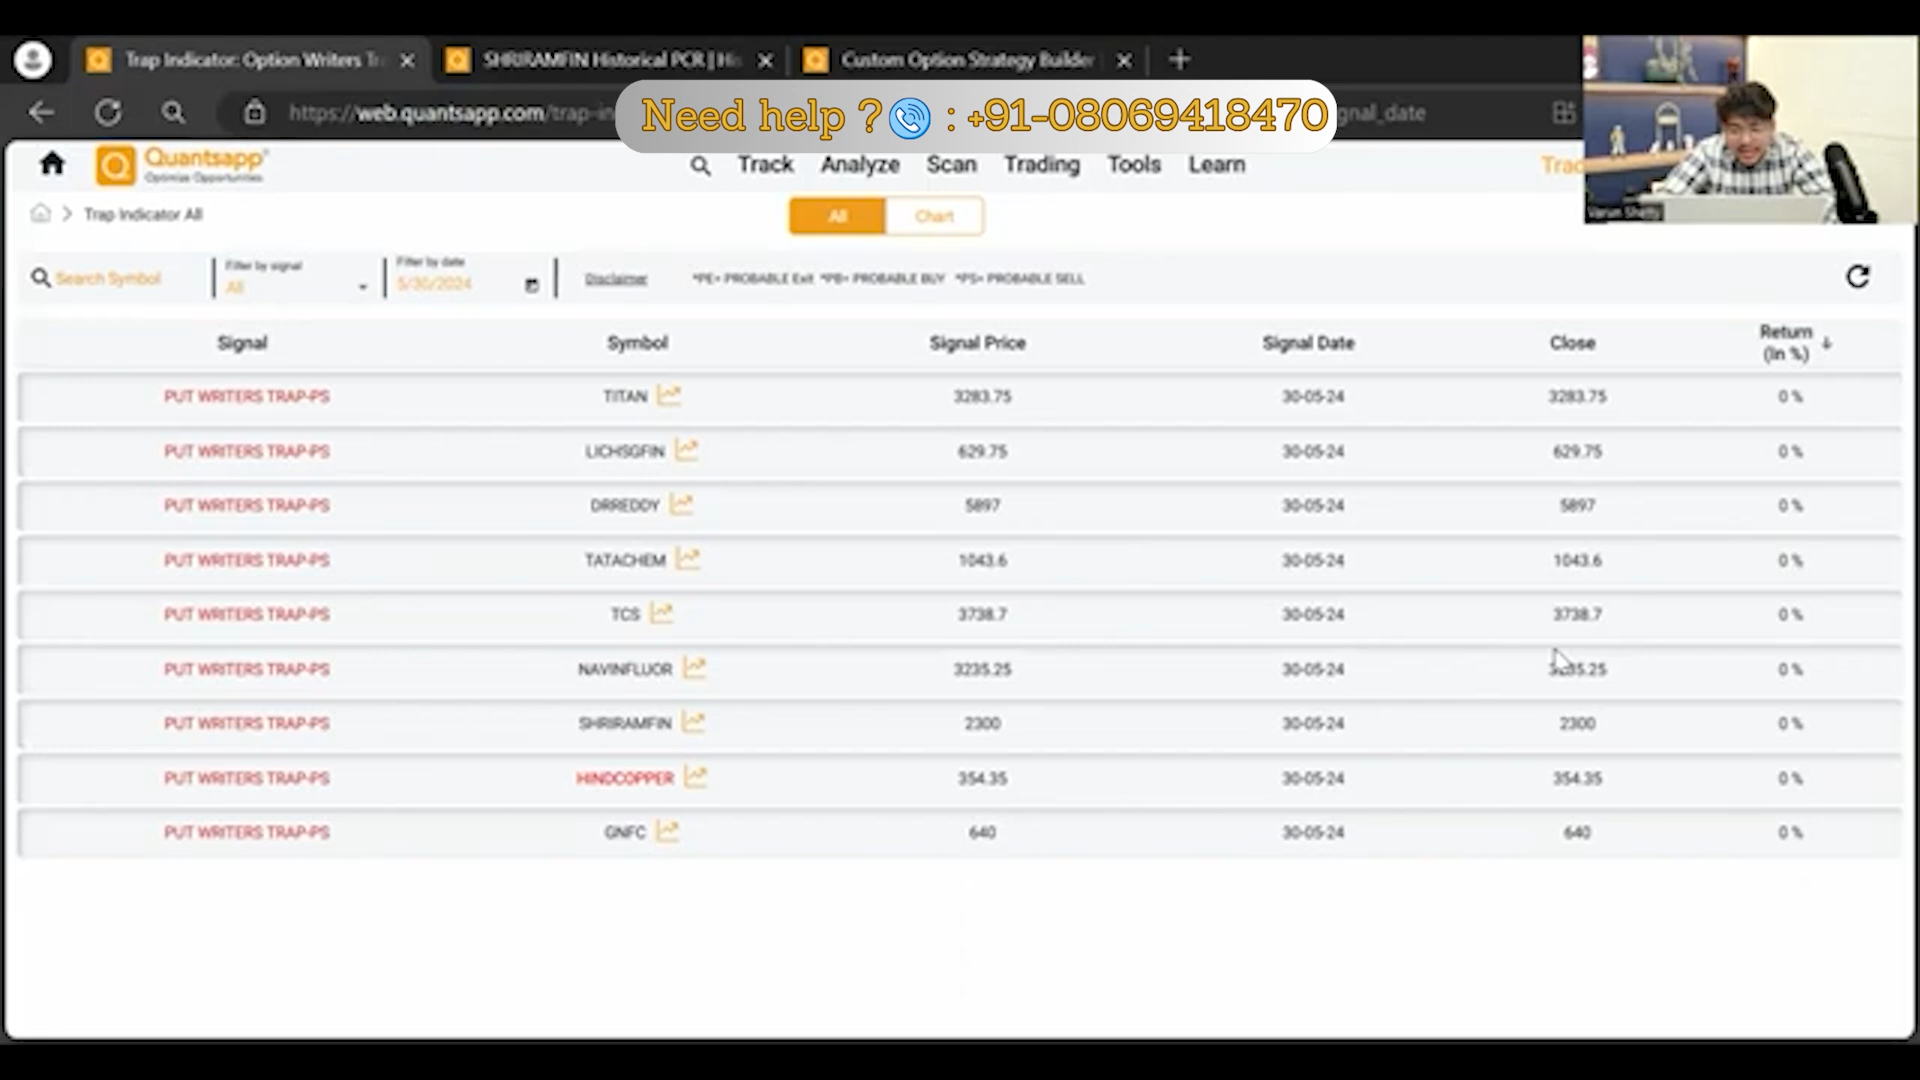 Trap Indicator: Option Writers Tr
SHRIRAMFIN Historical PCR | Hi
Custom Option Strategy Builder
https://web.quantsapp.com/trap-in
gnal_date
Need help ? : +91-08069418470
Quantsapp
Optimize Opportunities
Track
Analyze
Scan
Trading
Tools
Learn
Trad
Varun Shetty
Trap Indicator All
All
Chart
Search Symbol
Filter by signal
All
Filter by date
5/30/2024
Disclaimer
*PE= PROBABLE Exit *PB= PROBABLE BUY *PS= PROBABLE SELL
Signal Symbol Signal Price Signal Date Close Return (In %)
PUT WRITERS TRAP-PS TITAN 3283.75 30-05-24 3283.75 0 %
PUT WRITERS TRAP-PS LICHSGFIN 629.75 30-05-24 629.75 0 %
PUT WRITERS TRAP-PS DRREDDY 5897 30-05-24 5897 0 %
PUT WRITERS TRAP-PS TATACHEM 1043.6 30-05-24 1043.6 0 %
PUT WRITERS TRAP-PS TCS 3738.7 30-05-24 3738.7 0 %
PUT WRITERS TRAP-PS NAVINFLUOR 3235.25 30-05-24 3235.25 0 %
PUT WRITERS TRAP-PS SHRIRAMFIN 2300 30-05-24 2300 0 %
PUT WRITERS TRAP-PS HINDCOPPER 354.35 30-05-24 354.35 0 %
PUT WRITERS TRAP-PS GNFC 640 30-05-24 640 0 %